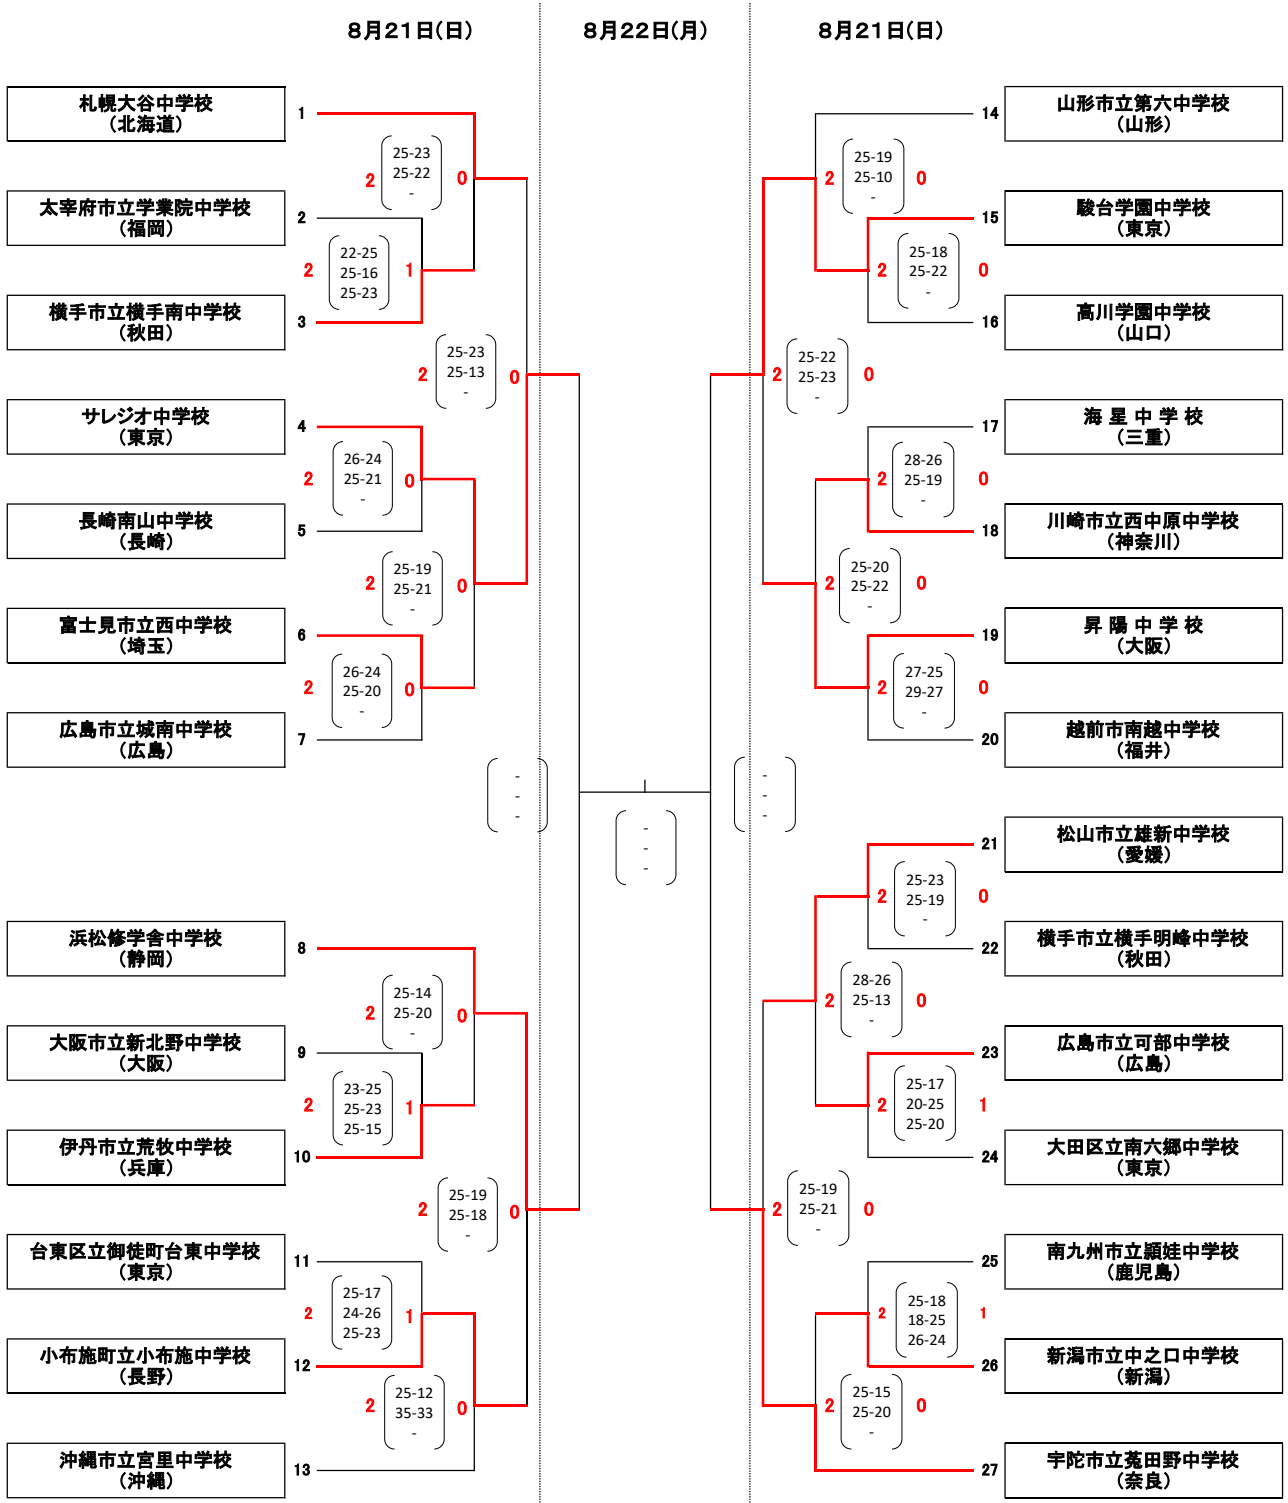 8月21日(日)
8月22日(月)
8月21日(日)
札幌大谷中学校
(北海道)
1
25-23
25-22
-
2
0
太宰府市立学業院中学校
(福岡)
2
22-25
25-16
25-23
2
1
横手市立横手南中学校
(秋田)
3
25-23
25-13
-
2
0
サレジオ中学校
(東京)
4
26-24
25-21
-
2
0
長崎南山中学校
(長崎)
5
25-19
25-21
-
2
0
富士見市立西中学校
(埼玉)
6
26-24
25-20
-
2
0
広島市立城南中学校
(広島)
7
-
-
-
浜松修学舎中学校
(静岡)
8
25-14
25-20
-
2
0
大阪市立新北野中学校
(大阪)
9
23-25
25-23
25-15
2
1
伊丹市立荒牧中学校
(兵庫)
10
25-19
25-18
-
2
0
台東区立御徒町台東中学校
(東京)
11
25-17
24-26
25-23
2
1
小布施町立小布施中学校
(長野)
12
25-12
35-33
-
2
0
沖縄市立宮里中学校
(沖縄)
13
-
-
-
14
山形市立第六中学校
(山形)
2
25-19
25-10
-
0
15
駿台学園中学校
(東京)
2
25-18
25-22
-
0
16
高川学園中学校
(山口)
2
25-22
25-23
-
0
17
海星中学校
(三重)
2
28-26
25-19
-
0
18
川崎市立西中原中学校
(神奈川)
2
25-20
25-22
-
0
19
昇陽中学校
(大阪)
2
27-25
29-27
-
0
20
越前市南越中学校
(福井)
-
-
-
21
松山市立雄新中学校
(愛媛)
2
25-23
25-19
-
0
22
横手市立横手明峰中学校
(秋田)
2
28-26
25-13
-
0
23
広島市立可部中学校
(広島)
2
25-17
20-25
25-20
1
24
大田区立南六郷中学校
(東京)
2
25-19
25-21
-
0
25
南九州市立頴娃中学校
(鹿児島)
2
25-18
18-25
26-24
1
26
新潟市立中之口中学校
(新潟)
2
25-15
25-20
-
0
27
宇陀市立菟田野中学校
(奈良)